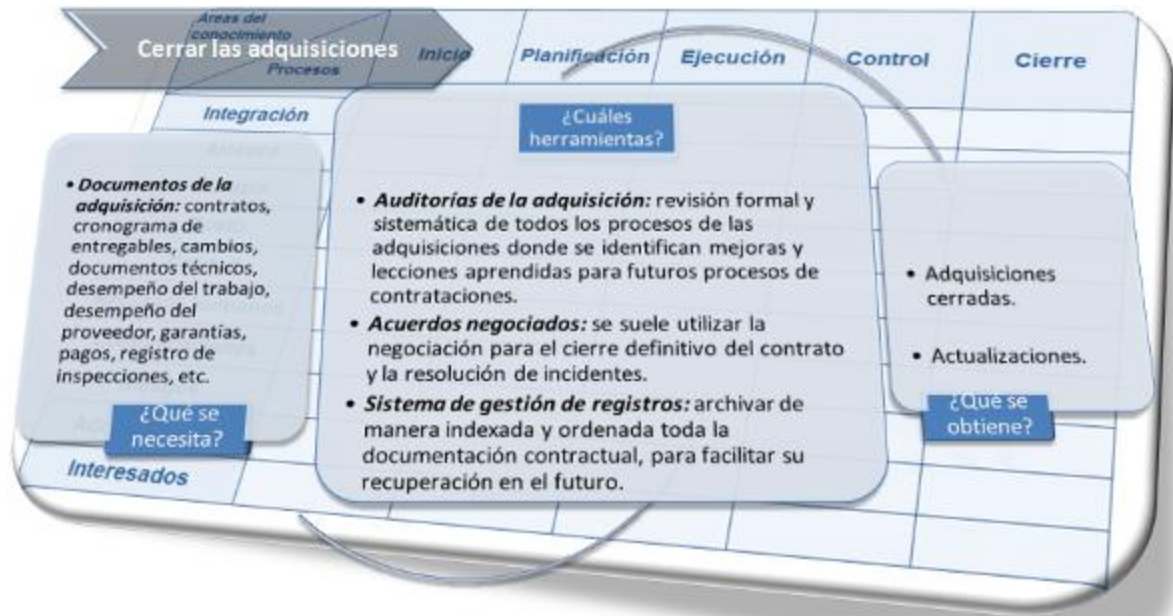 Áreas del
conocimiento
Procesos
Cerrar las adquisiciones
Inicio
Planificación
Ejecución
Control
Cierre
Integración
• Documentos de la
adquisición: contratos,
cronograma de
entregables, cambios,
documentos técnicos,
desempeño del trabajo,
desempeño del
proveedor, garantías,
pagos, registro de
inspecciones, etc.
¿Qué se
necesita?
Interesados
¿Cuáles
herramientas?
• Auditorías de la adquisición: revisión formal y
sistemática de todos los procesos de las
adquisiciones donde se identifican mejoras y
lecciones aprendidas para futuros procesos de
contrataciones.
• Acuerdos negociados: se suele utilizar la
negociación para el cierre definitivo del contrato
y la resolución de incidentes.
• Sistema de gestión de registros: archivar de
manera indexada y ordenada toda la
documentación contractual, para facilitar su
recuperación en el futuro.
• Adquisiciones
cerradas.
• Actualizaciones.
¿Qué se
obtiene?